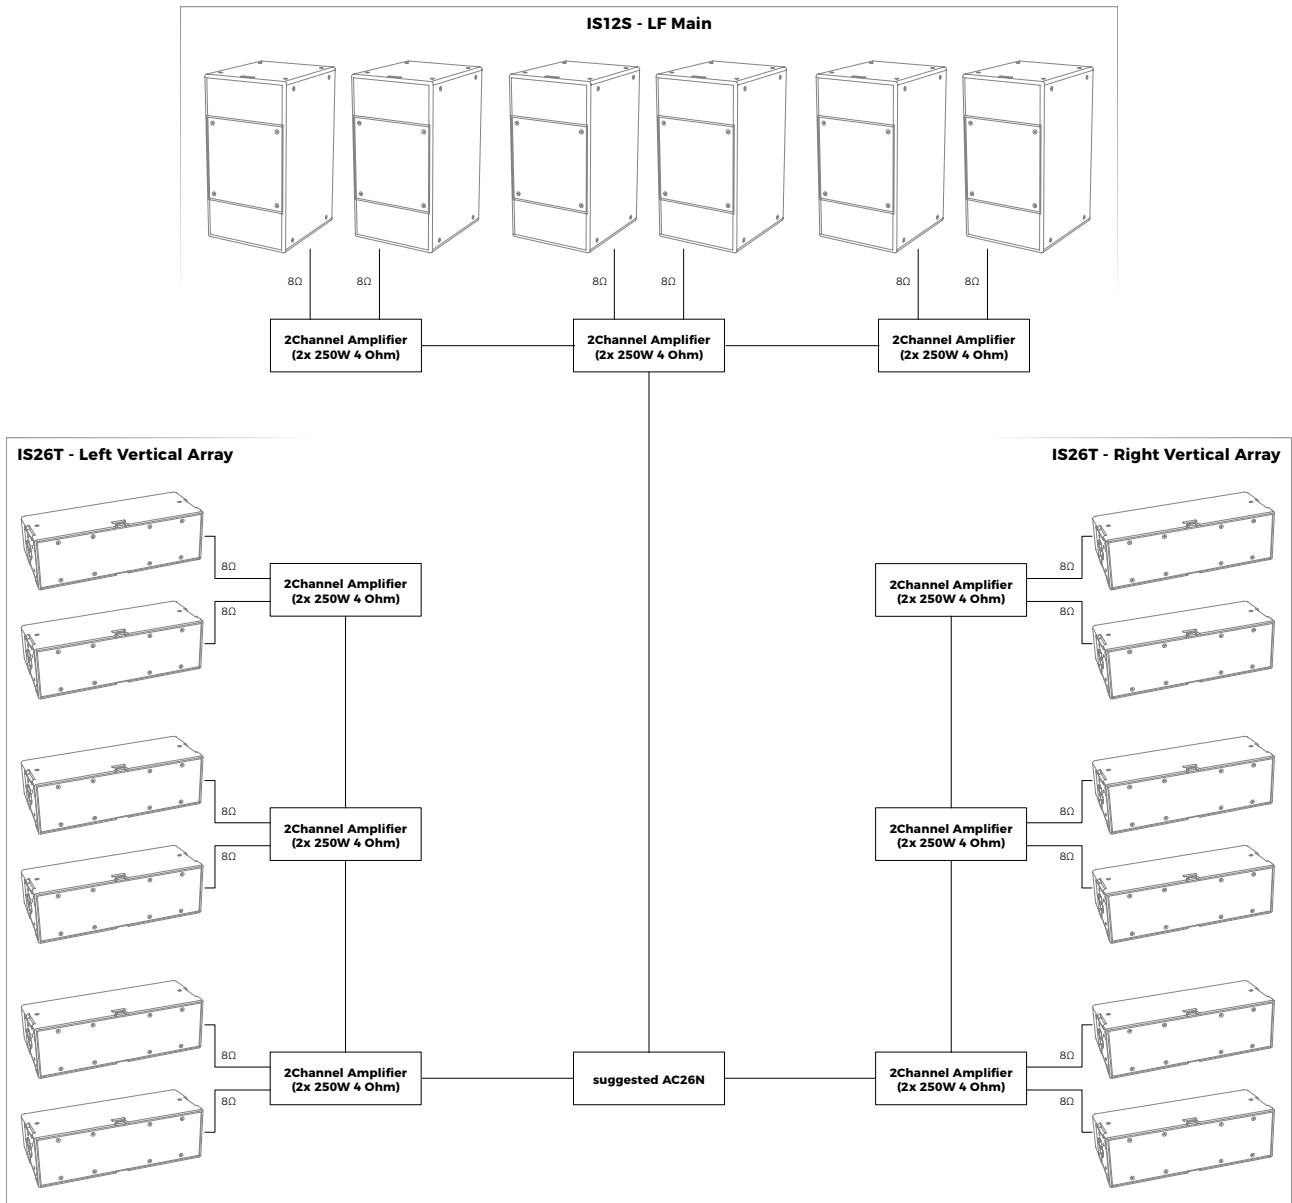 IS12S - LF Main
8Ω
8Ω
8Ω
8Ω
8Ω
8Ω
2Channel Amplifier
(2x 250W 4 Ohm)
2Channel Amplifier
(2x 250W 4 Ohm)
2Channel Amplifier
(2x 250W 4 Ohm)
IS26T - Left Vertical Array
8Ω
2Channel Amplifier
(2x 250W 4 Ohm)
8Ω
8Ω
2Channel Amplifier
(2x 250W 4 Ohm)
8Ω
8Ω
2Channel Amplifier
(2x 250W 4 Ohm)
8Ω
suggested AC26N
IS26T - Right Vertical Array
8Ω
2Channel Amplifier
(2x 250W 4 Ohm)
8Ω
8Ω
2Channel Amplifier
(2x 250W 4 Ohm)
8Ω
8Ω
2Channel Amplifier
(2x 250W 4 Ohm)
8Ω